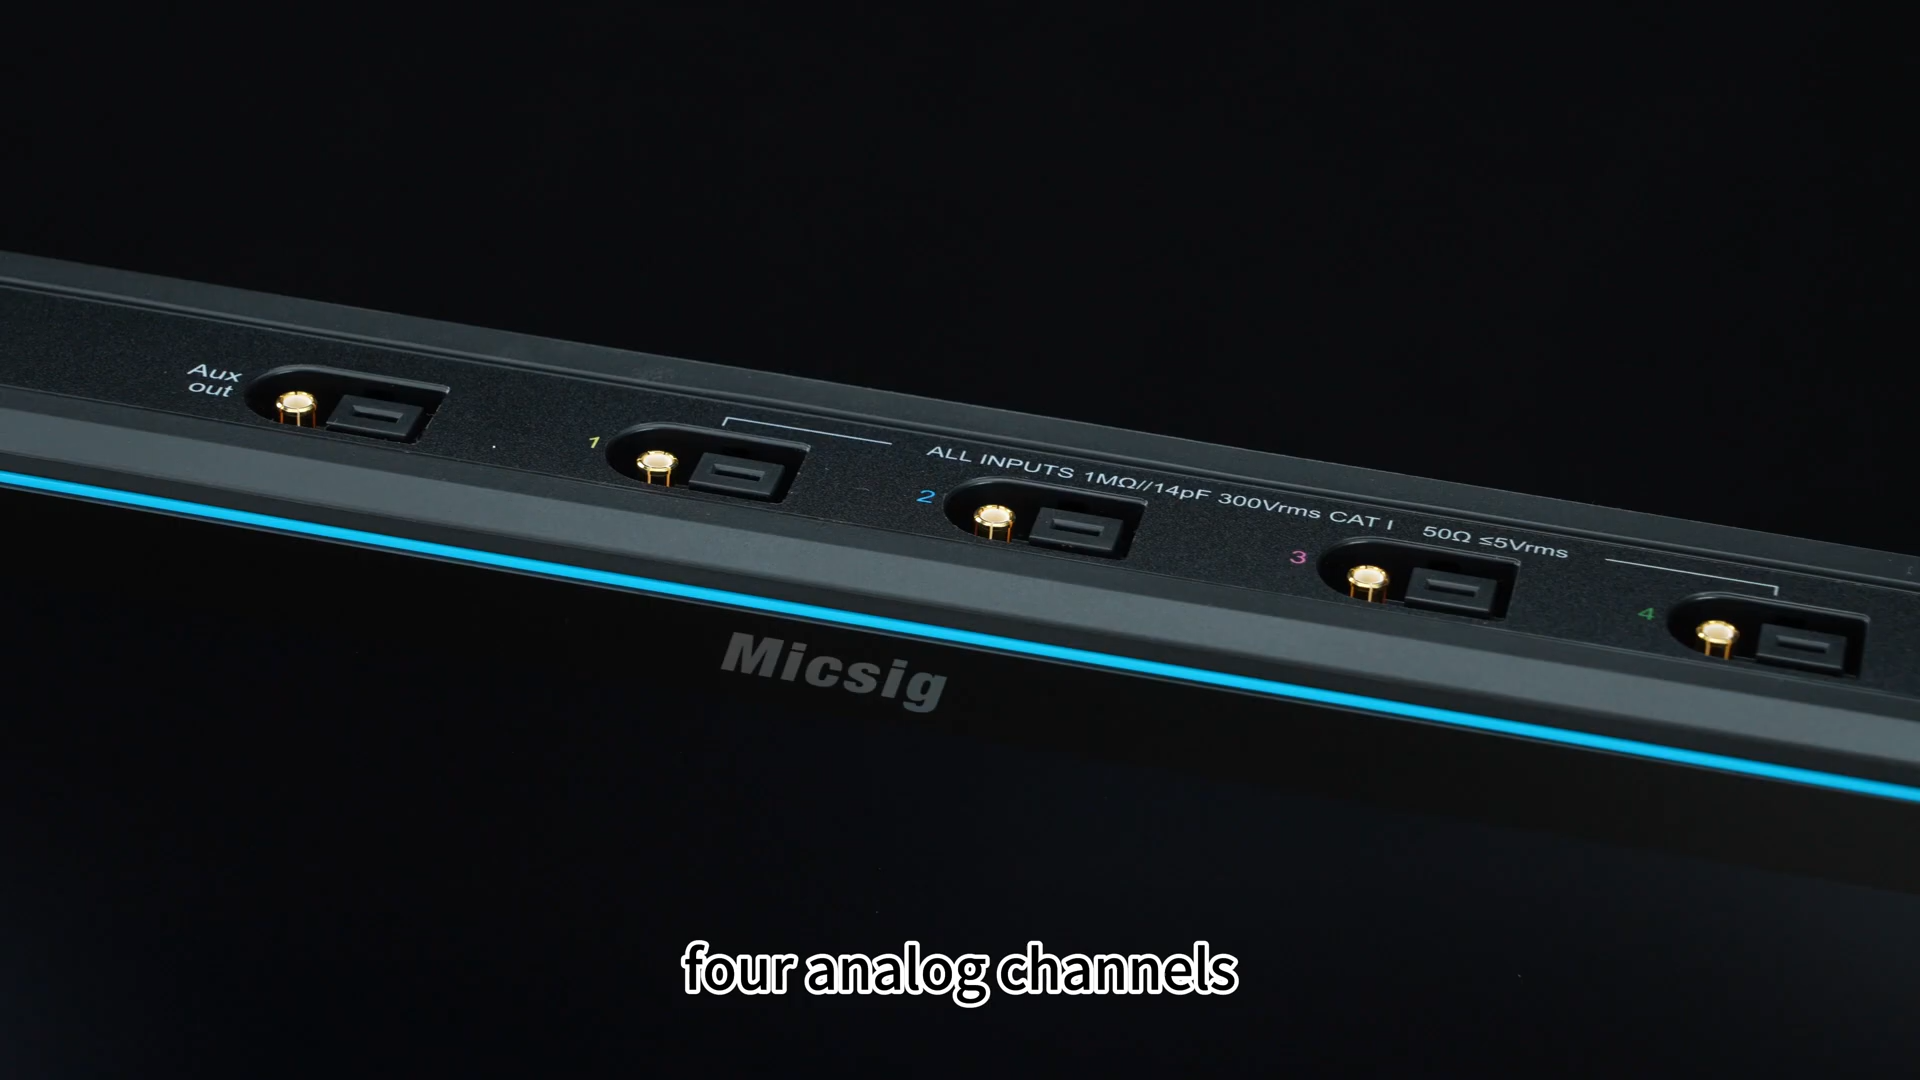 Aux
out
1
ALL INPUTS 1MΩ//14pF 300Vrms CAT I 50Ω ≤5Vrms
2
3
4
Micsig
four analog channels